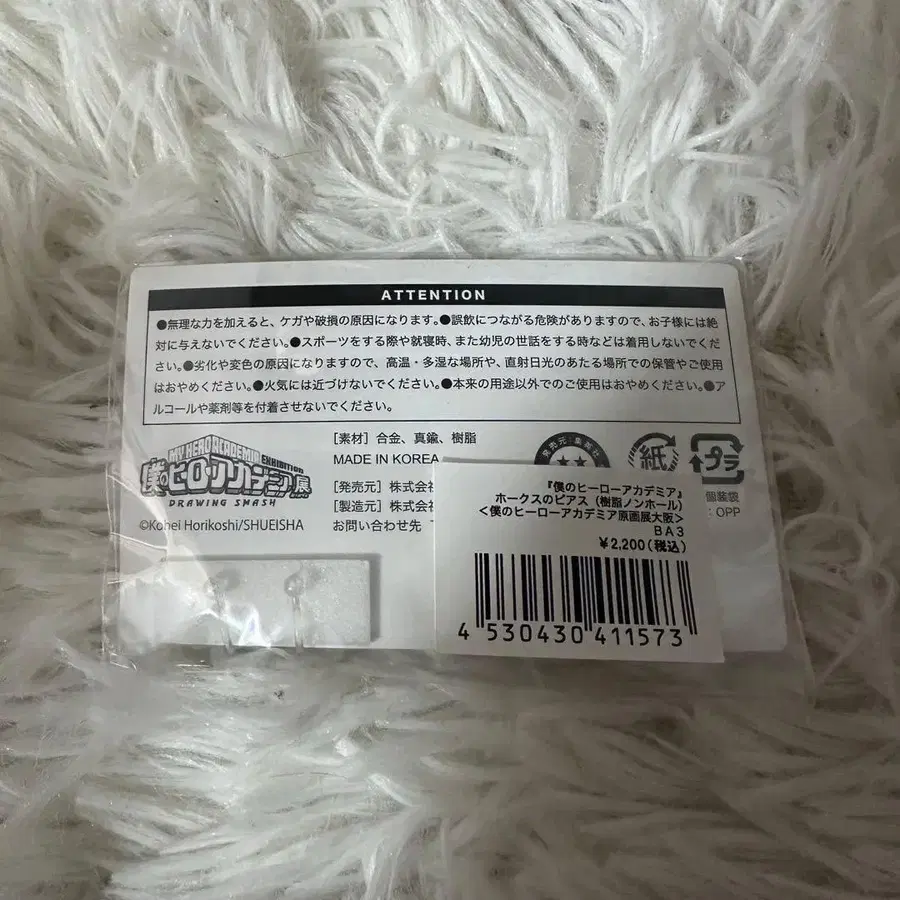 ATTENTION
●無理な力を加えると、ケガや破損の原因になります。●誤飲につながる危険がありますので、お子様には絶
対に与えないでください。●スポーツをする際や就寝時、また幼児の世話をする時などは着用しないでくだ
さい。●劣化や変色の原因になりますので、高温・多湿な場所や、直射日光のあたる場所での保管やご使用
はおやめください。●火気には近づけないでください。●本来の用途以外でのご使用はおやめください。●ア
ルコールや薬剤等を付着させないでください。
MY HERO ACADEMIA EXHIBITION
僕のヒーローアカデミア展
DRAWING SMASH
©Kohei Horikoshi/SHUEISHA
[素材] 合金、真鍮、樹脂
MADE IN KOREA
[発売元] 株式会社
[製造元] 株式会社
お問い合わせ先
発売元:集英社
紙
プラ
個装袋
: OPP
『僕のヒーローアカデミア』
ホークスのピアス（樹脂ノンホール）
<僕のヒーローアカデミア原画展大阪>
BA3
¥2,200(税込)
4 530430 411573